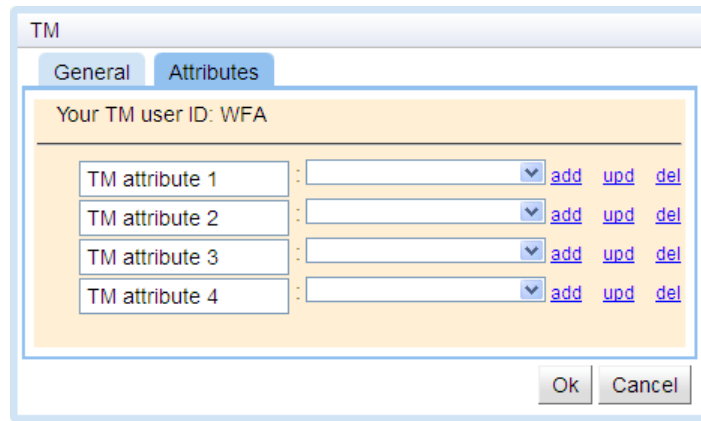 TM
General Attributes
Your TM user ID: WFA
TM attribute 1 : add upd del
TM attribute 2 : add upd del
TM attribute 3 : add upd del
TM attribute 4 : add upd del
Ok Cancel